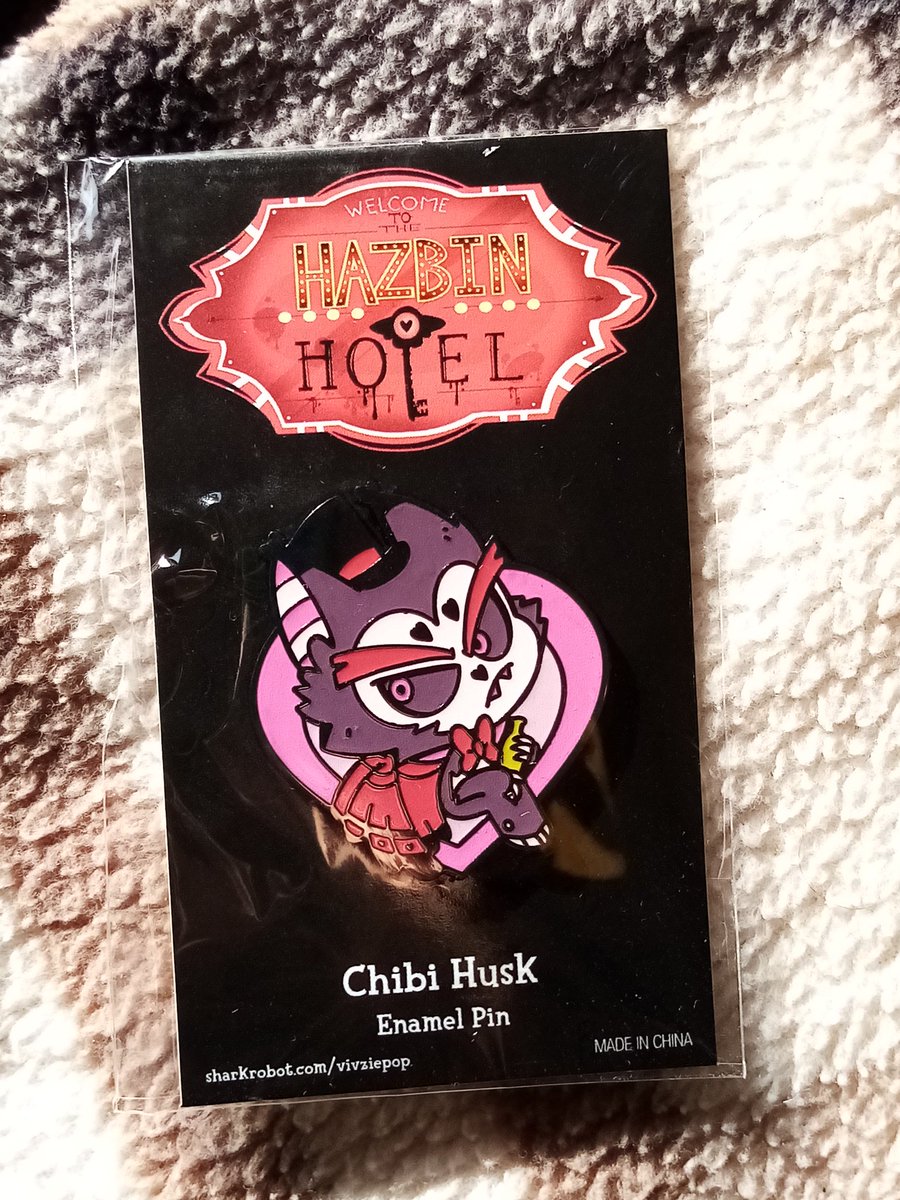 WELCOME
TO
THE
HAZBIN
HOTEL
Chibi Husk
Enamel Pin
MADE IN CHINA
sharkrobot.com/vivziepop